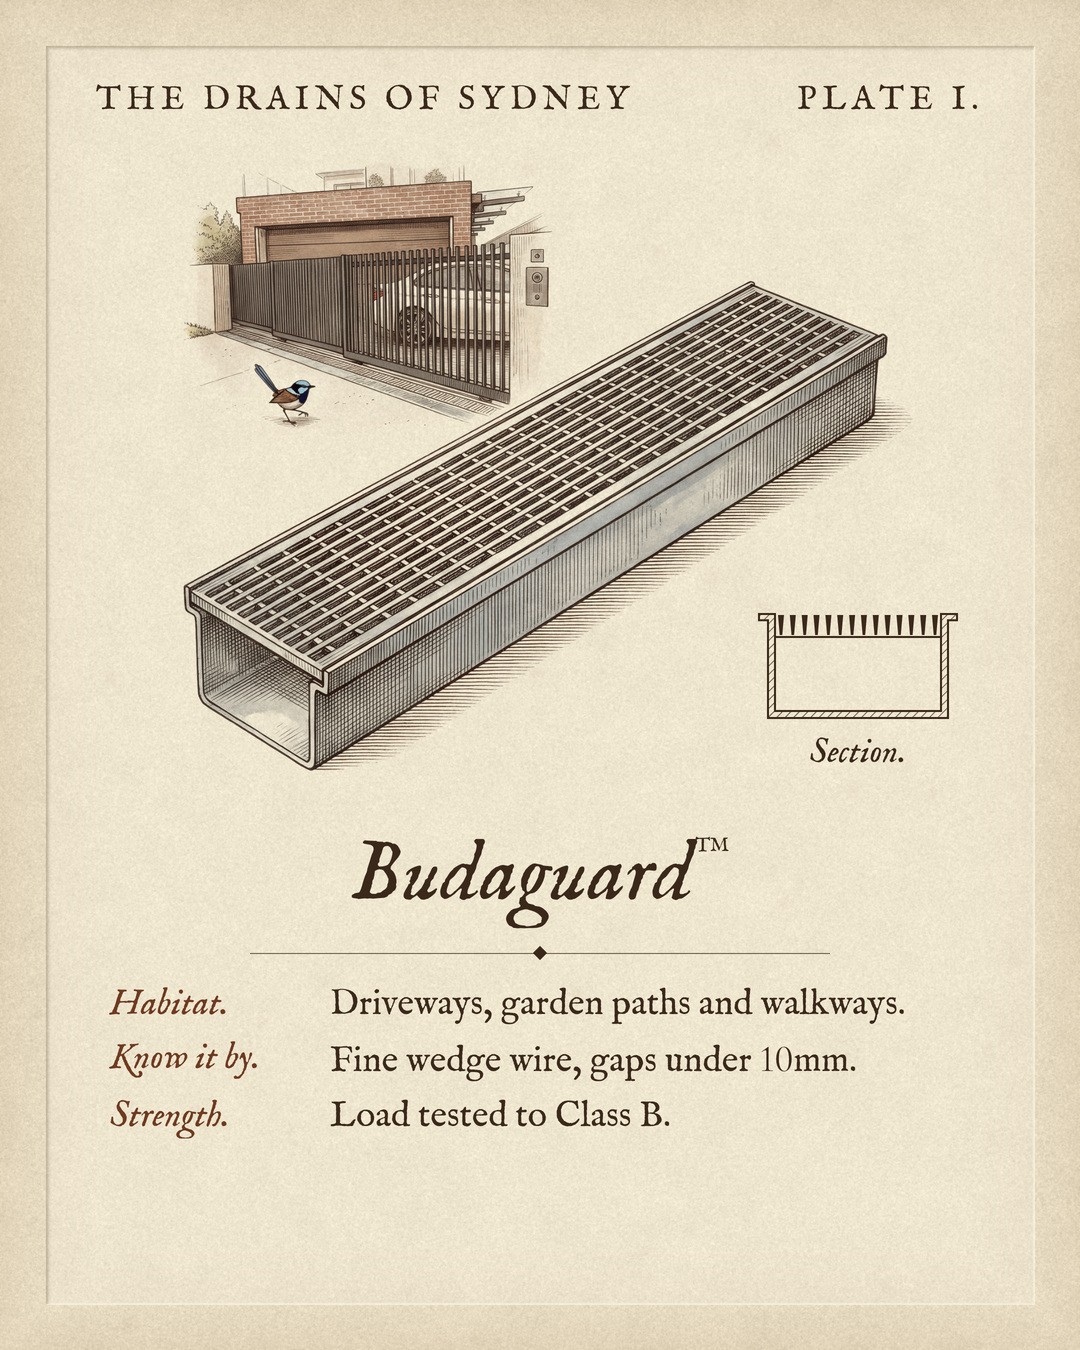 THE DRAINS OF SYDNEY PLATE I.
Section.
Budaguard™
Habitat. Driveways, garden paths and walkways.
Know it by. Fine wedge wire, gaps under 10mm.
Strength. Load tested to Class B.